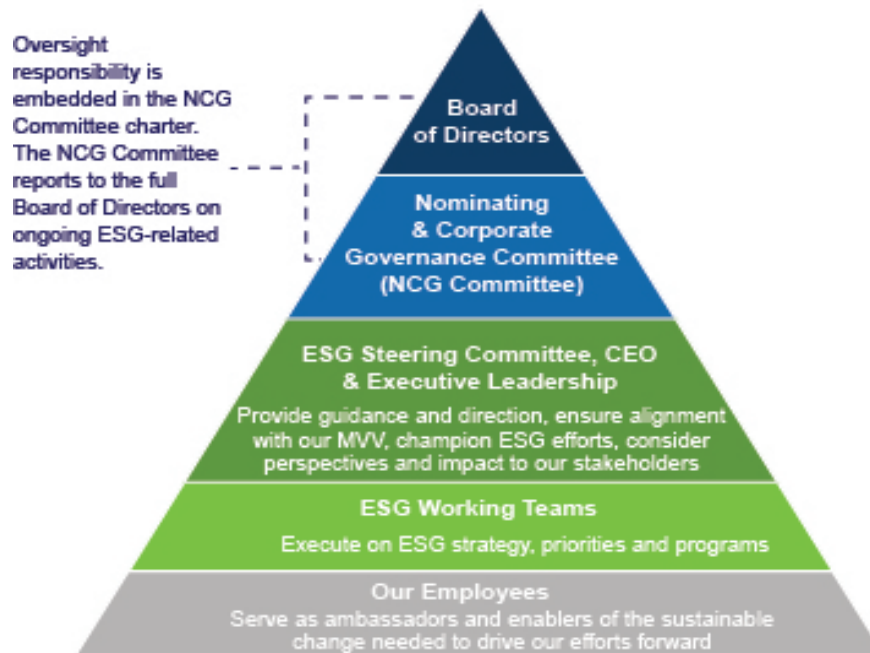 Oversight
responsibility is
embedded in the NCG
Committee charter.
The NCG Committee
reports to the full
Board of Directors on
ongoing ESG-related
activities.
Board
of Directors
Nominating
& Corporate
Governance Committee
(NCG Committee)
ESG Steering Committee, CEO
& Executive Leadership
Provide guidance and direction, ensure alignment
with our MVV, champion ESG efforts, consider
perspectives and impact to our stakeholders
ESG Working Teams
Execute on ESG strategy, priorities and programs
Our Employees
Serve as ambassadors and enablers of the sustainable
change needed to drive our efforts forward